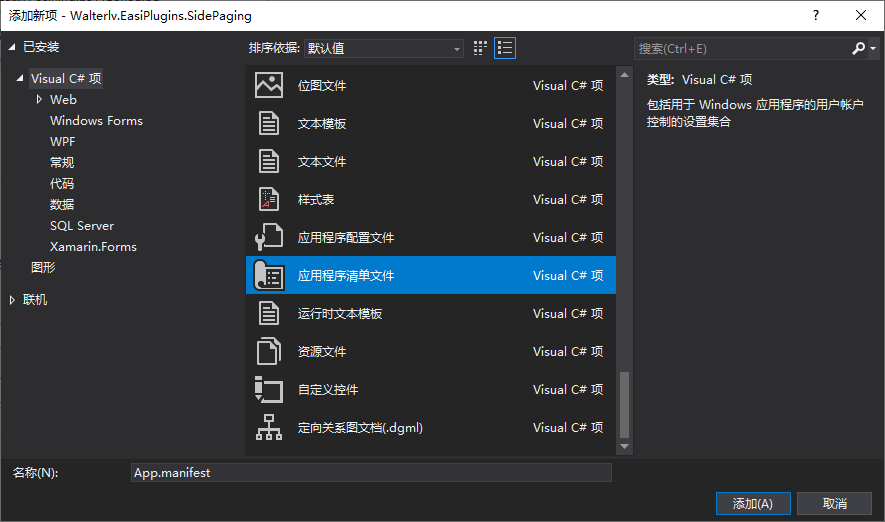 添加新项 - Walterlv.EasiPlugins.SidePaging
已安装
排序依据: 默认值
搜索(Ctrl+E)
Visual C# 项
Web
Windows Forms
WPF
常规
代码
数据
SQL Server
Xamarin.Forms
图形
联机
位图文件 Visual C# 项
文本模板 Visual C# 项
文本文件 Visual C# 项
样式表 Visual C# 项
应用程序配置文件 Visual C# 项
应用程序清单文件 Visual C# 项
运行时文本模板 Visual C# 项
资源文件 Visual C# 项
自定义控件 Visual C# 项
定向关系图文档(.dgml) Visual C# 项
类型: Visual C# 项
包括用于 Windows 应用程序的用户帐户
控制的设置集合
名称(N): App.manifest
添加(A) 取消